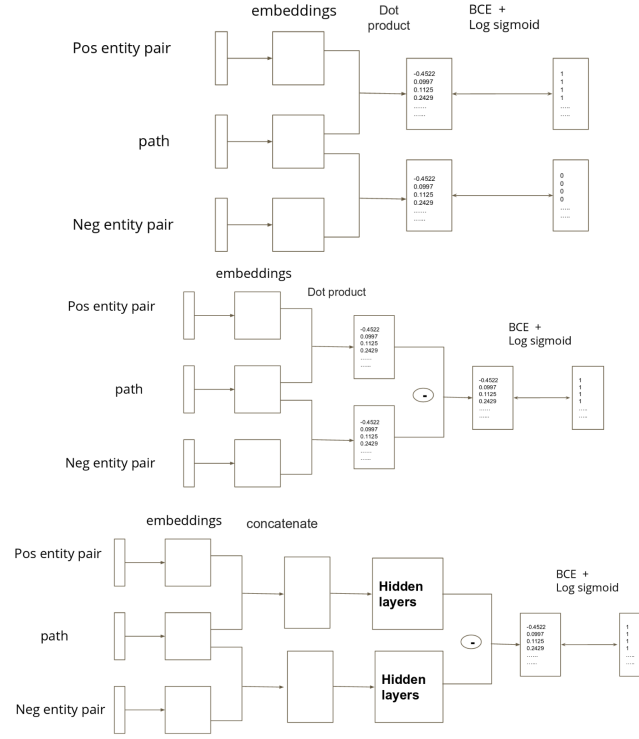 embeddings
Dot
product
BCE +
Log sigmoid
Pos entity pair
-0.4522
0.0997
0.1125
0.2429
......
......
1
1
1
1
.....
.....
path
-0.4522
0.0997
0.1125
0.2429
......
......
0
0
0
0
.....
.....
Neg entity pair
embeddings
Dot product
Pos entity pair
-0.4522
0.0997
0.1125
0.2429
......
......
BCE +
Log sigmoid
path
-
-0.4522
0.0997
0.1125
0.2429
......
......
1
1
1
1
.....
.....
Neg entity pair
-0.4522
0.0997
0.1125
0.2429
......
......
embeddings
concatenate
Pos entity pair
Hidden
layers
BCE +
Log sigmoid
path
-
-0.4522
0.0997
0.1125
0.2429
......
......
1
1
1
1
.....
.....
Neg entity pair
Hidden
layers